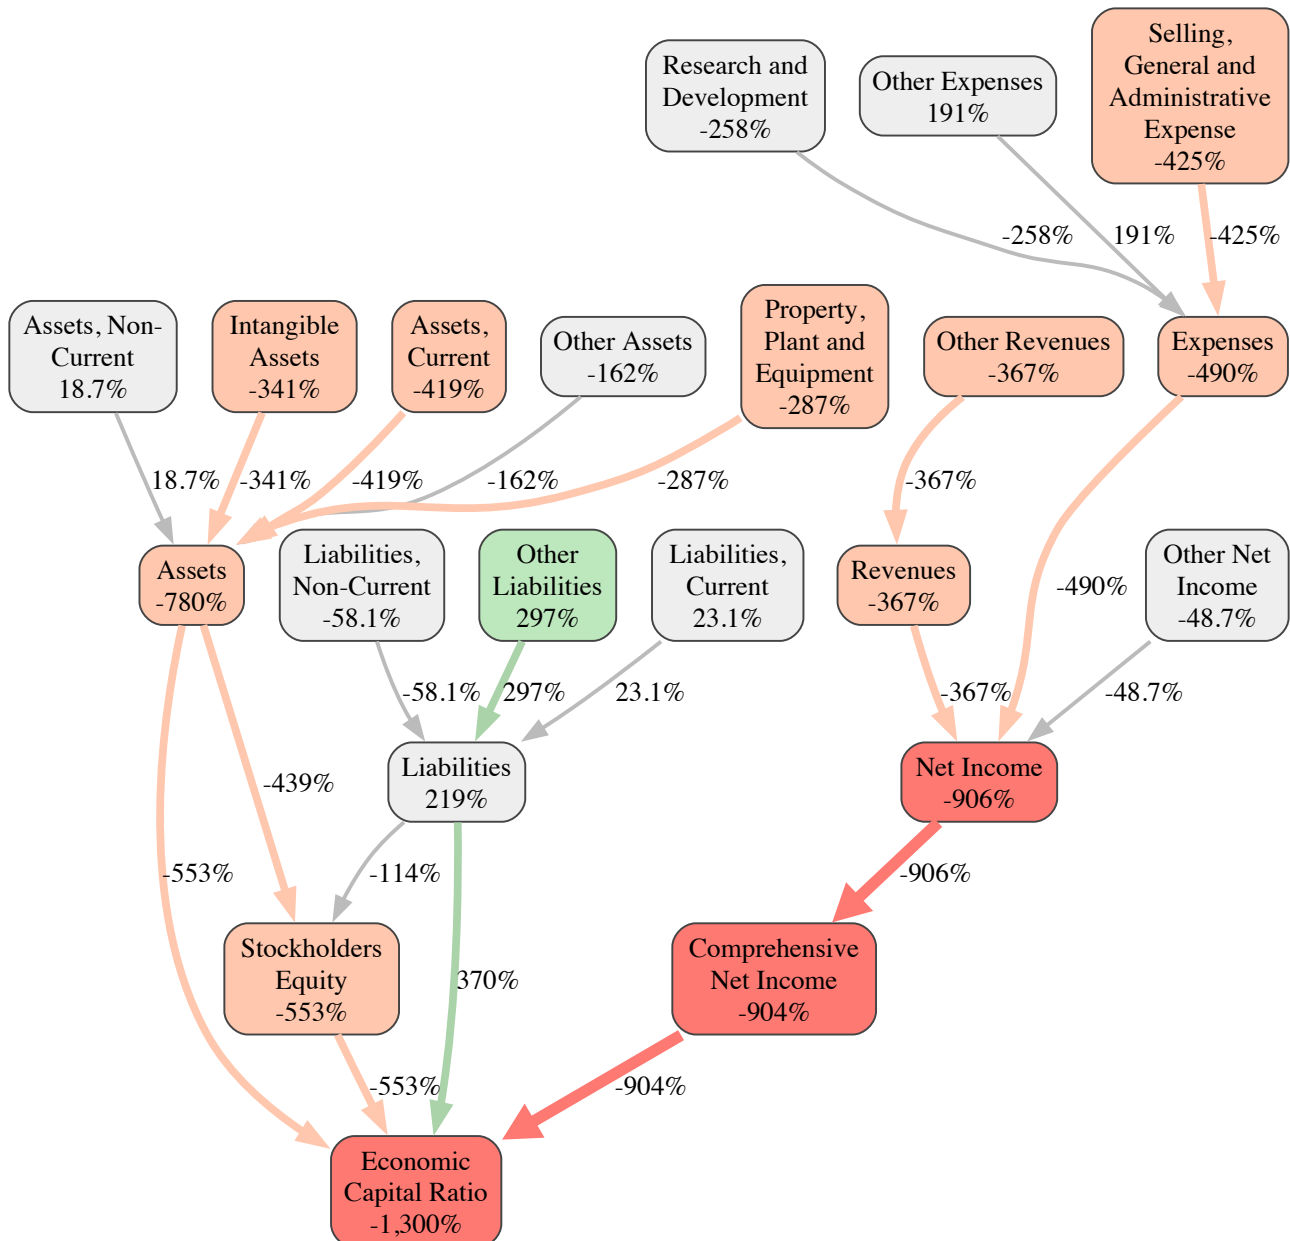 Selling,
General and
Administrative
Expense
-425%
Research and
Development
-258%
Other Expenses
191%
-258%
191%
-425%
Assets, Non-
Current
18.7%
Intangible
Assets
-341%
Assets,
Current
-419%
Other Assets
-162%
Property,
Plant and
Equipment
-287%
Other Revenues
-367%
Expenses
-490%
18.7%
-341%
-419%
-162%
-287%
-367%
-490%
Assets
-780%
Liabilities,
Non-Current
-58.1%
Other
Liabilities
297%
Liabilities,
Current
23.1%
Revenues
-367%
Other Net
Income
-48.7%
-58.1%
297%
23.1%
-367%
-48.7%
Liabilities
219%
Net Income
-906%
-439%
-553%
-114%
-906%
Stockholders
Equity
-553%
370%
Comprehensive
Net Income
-904%
-553%
-904%
Economic
Capital Ratio
-1,300%